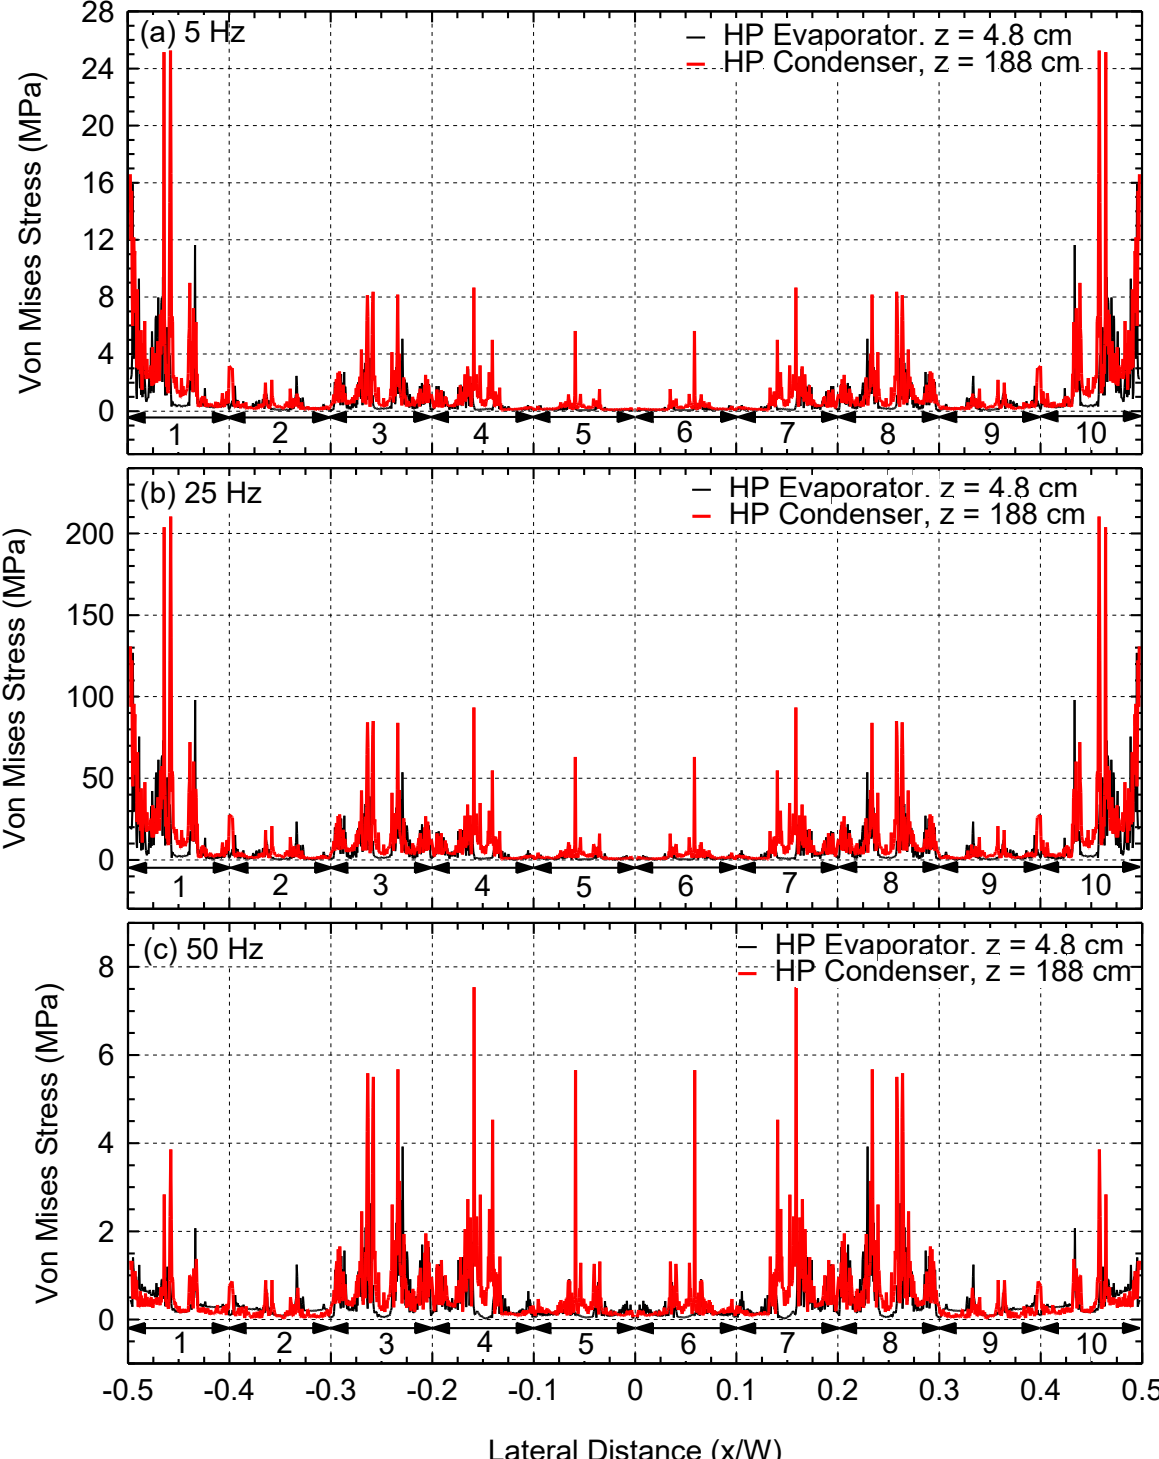 (a) 5 Hz
HP Evaporator, z = 4.8 cm
HP Condenser, z = 188 cm
Von Mises Stress (MPa)
28
24
20
16
12
8
4
0
1 2 3 4 5 6 7 8 9 10
(b) 25 Hz
HP Evaporator, z = 4.8 cm
HP Condenser, z = 188 cm
Von Mises Stress (MPa)
200
150
100
50
0
1 2 3 4 5 6 7 8 9 10
(c) 50 Hz
HP Evaporator, z = 4.8 cm
HP Condenser, z = 188 cm
Von Mises Stress (MPa)
8
6
4
2
0
1 2 3 4 5 6 7 8 9 10
-0.5 -0.4 -0.3 -0.2 -0.1 0 0.1 0.2 0.3 0.4 0.5
Lateral Distance (x/W)